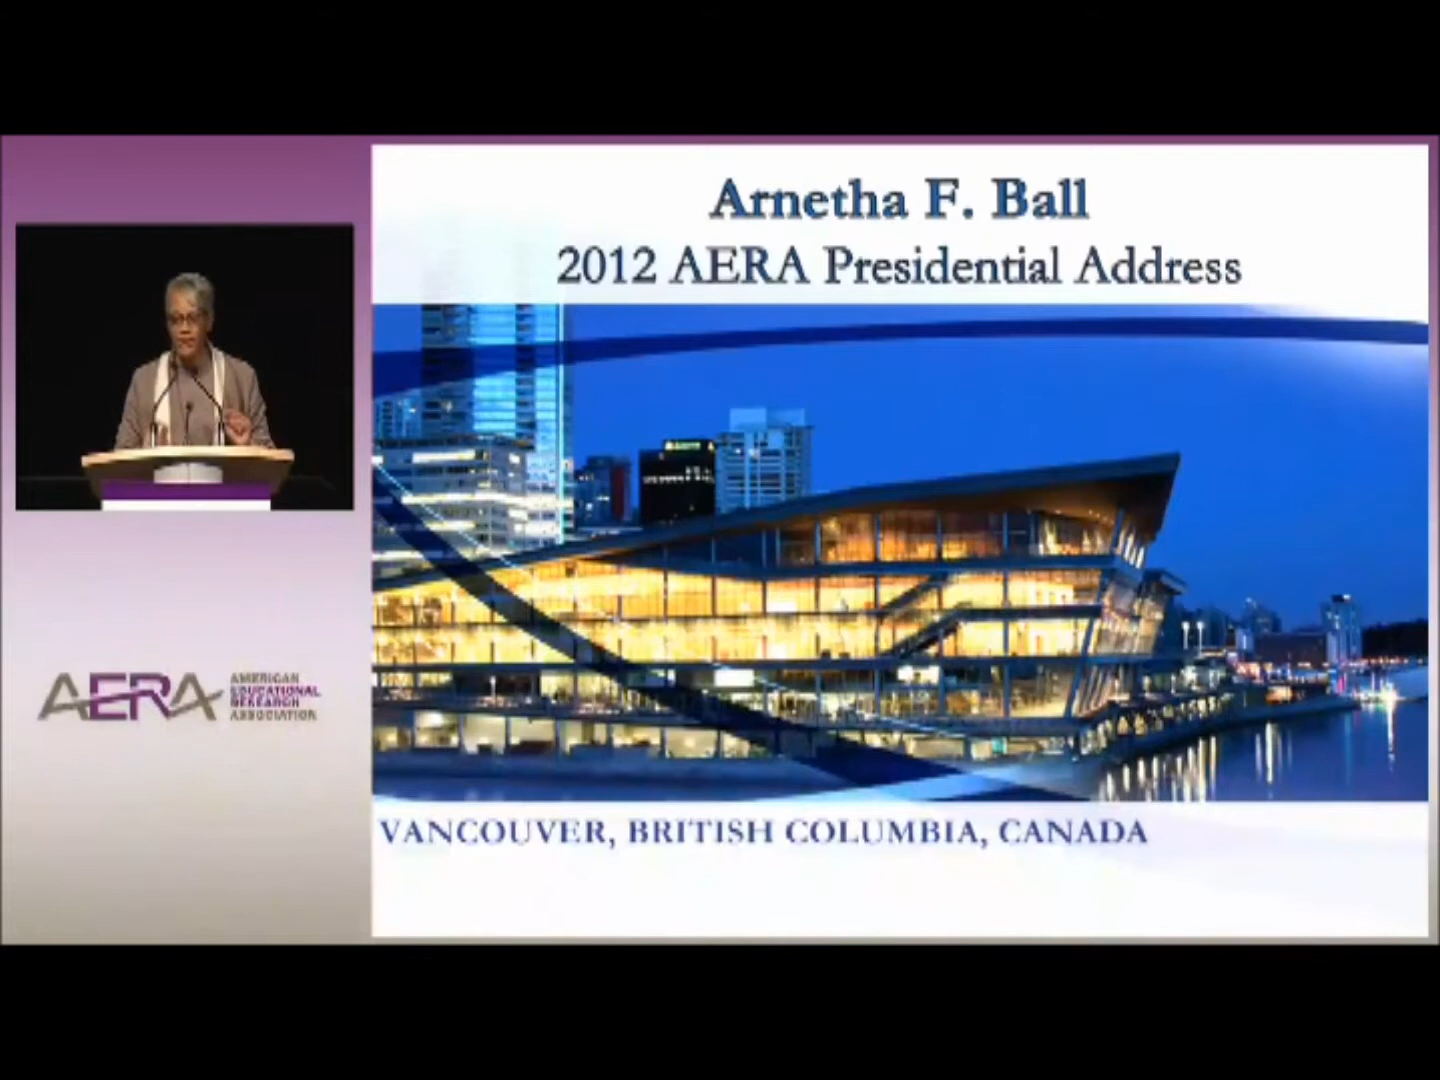 Arnetha F. Ball
2012 AERA Presidential Address
AERA
AMERICAN
EDUCATIONAL
RESEARCH
ASSOCIATION
VANCOUVER, BRITISH COLUMBIA, CANADA